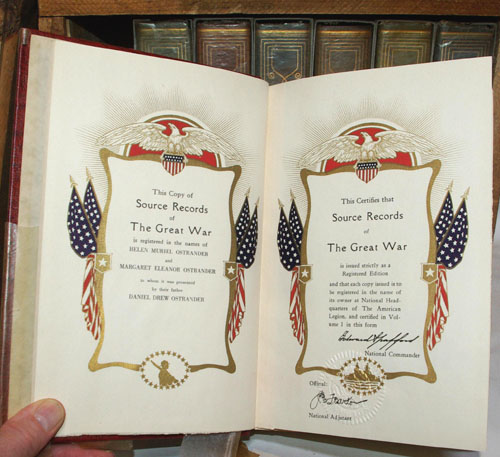 This Copy of
Source Records
of
The Great War
is registered in the names of
HELEN MURIEL OSTRANDER
and
MARGARET ELEANOR OSTRANDER
to whom it was presented
by their father
DANIEL DREW OSTRANDER
This Certifies that
Source Records
of
The Great War
is issued strictly as a
Registered Edition
and that each copy issued is to
be registered in the name of
its owner at National Head-
quarters of The American
Legion, and certified in Vol-
ume I in this form
Edward Spafford
National Commander
Official:
National Adjutant